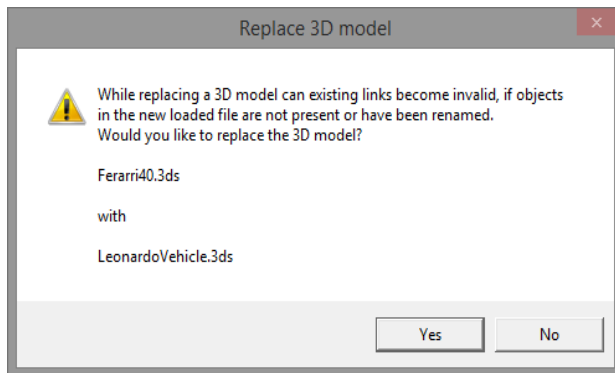 Replace 3D model
While replacing a 3D model can existing links become invalid, if objects
in the new loaded file are not present or have been renamed.
Would you like to replace the 3D model?
Ferarri40.3ds
with
LeonardoVehicle.3ds
Yes
No